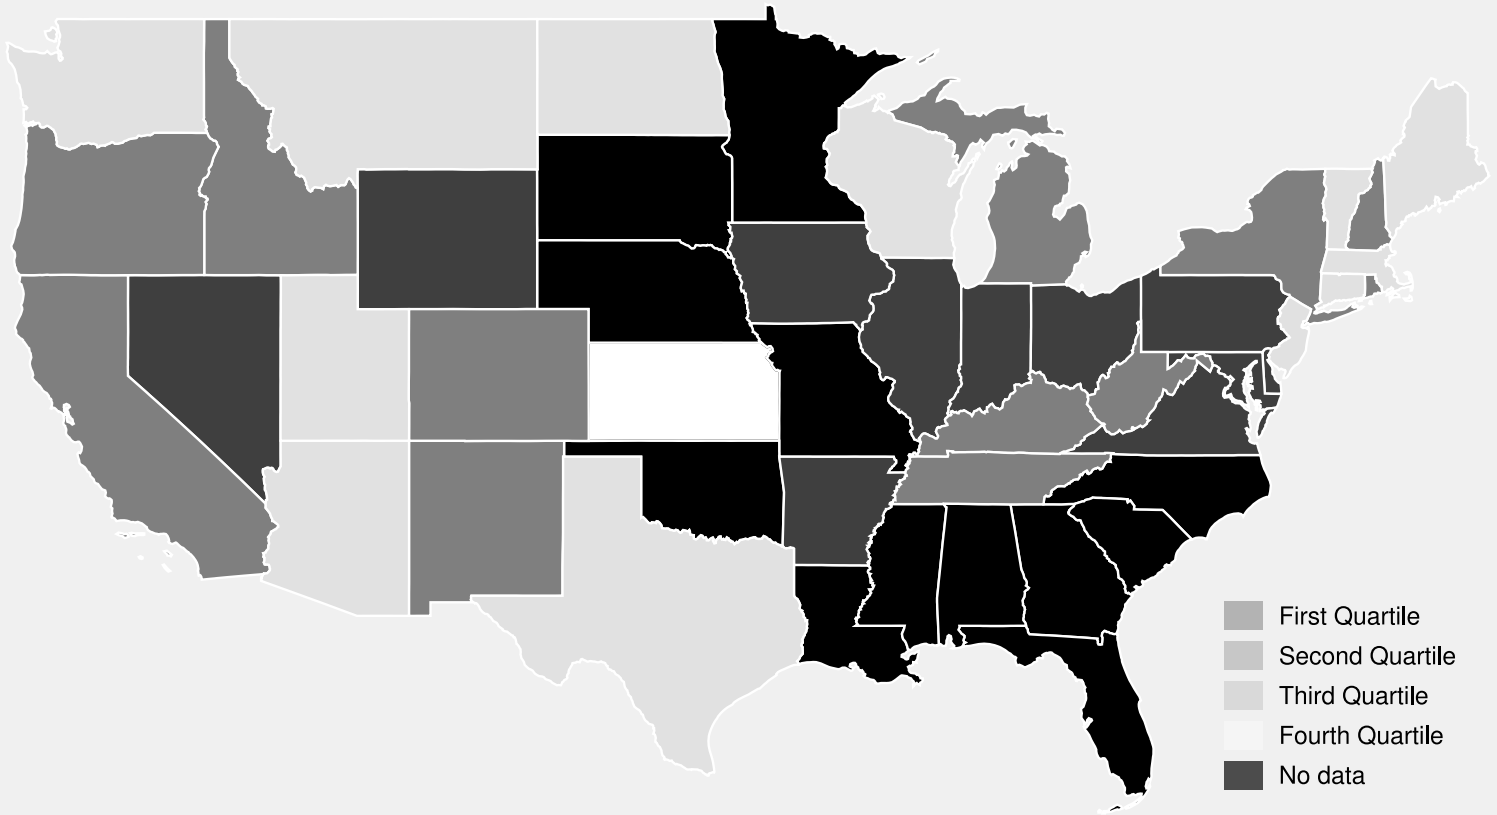 First Quartile
Second Quartile
Third Quartile
Fourth Quartile
No data